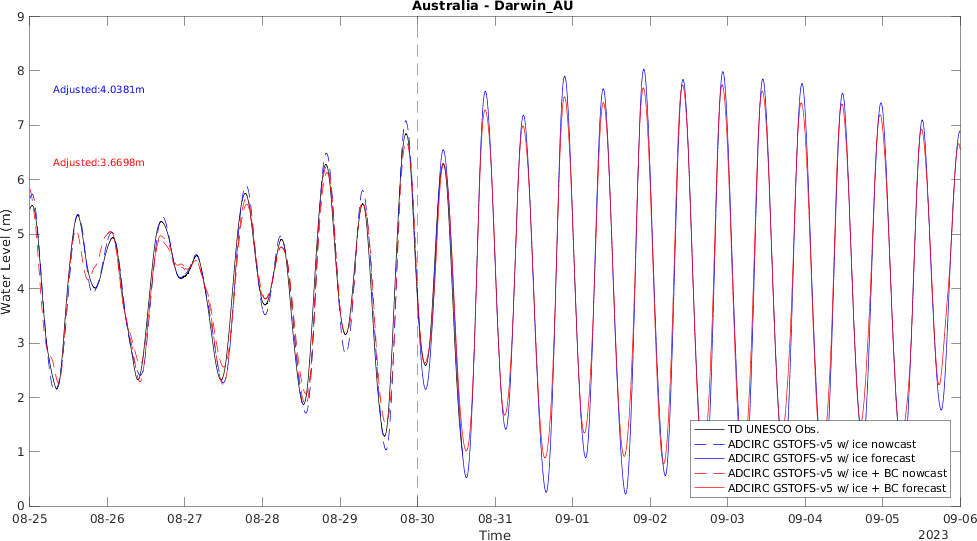 Australia - Darwin_AU
9
8
7
6
5
4
3
2
1
0
Water Level (m)
Adjusted:4.0381m
Adjusted:3.6698m
TD UNESCO Obs.
ADCIRC GSTOFS-v5 w/ ice nowcast
ADCIRC GSTOFS-v5 w/ ice forecast
ADCIRC GSTOFS-v5 w/ ice + BC nowcast
ADCIRC GSTOFS-v5 w/ ice + BC forecast
08-25 08-26 08-27 08-28 08-29 08-30 08-31 09-01 09-02 09-03 09-04 09-05 09-06
Time
2023